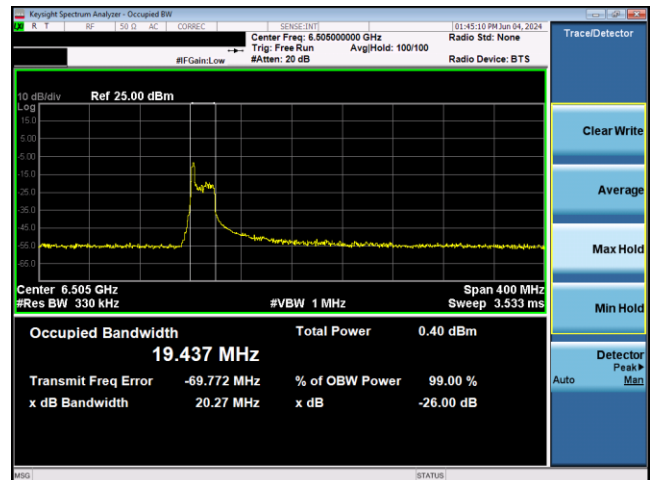 Keysight Spectrum Analyzer - Occupied BW
R T RF 50 Ω AC CORREC SENSE:INT 01:45:10 PM Jun 04, 2024
Center Freq: 6.505000000 GHz Radio Std: None
Trig: Free Run Avg|Hold: 100/100
#IFGain:Low #Atten: 20 dB Radio Device: BTS
Trace/Detector
10 dB/div Ref 25.00 dBm
Log
15.0
5.00
-5.00
-15.0
-25.0
-35.0
-45.0
-55.0
-65.0
Center 6.505 GHz Span 400 MHz
#Res BW 330 kHz #VBW 1 MHz Sweep 3.533 ms
Occupied Bandwidth Total Power 0.40 dBm
19.437 MHz
Transmit Freq Error -69.772 MHz % of OBW Power 99.00 %
x dB Bandwidth 20.27 MHz x dB -26.00 dB
Clear Write
Average
Max Hold
Min Hold
Detector
Peak▶
Auto Man
MSG STATUS